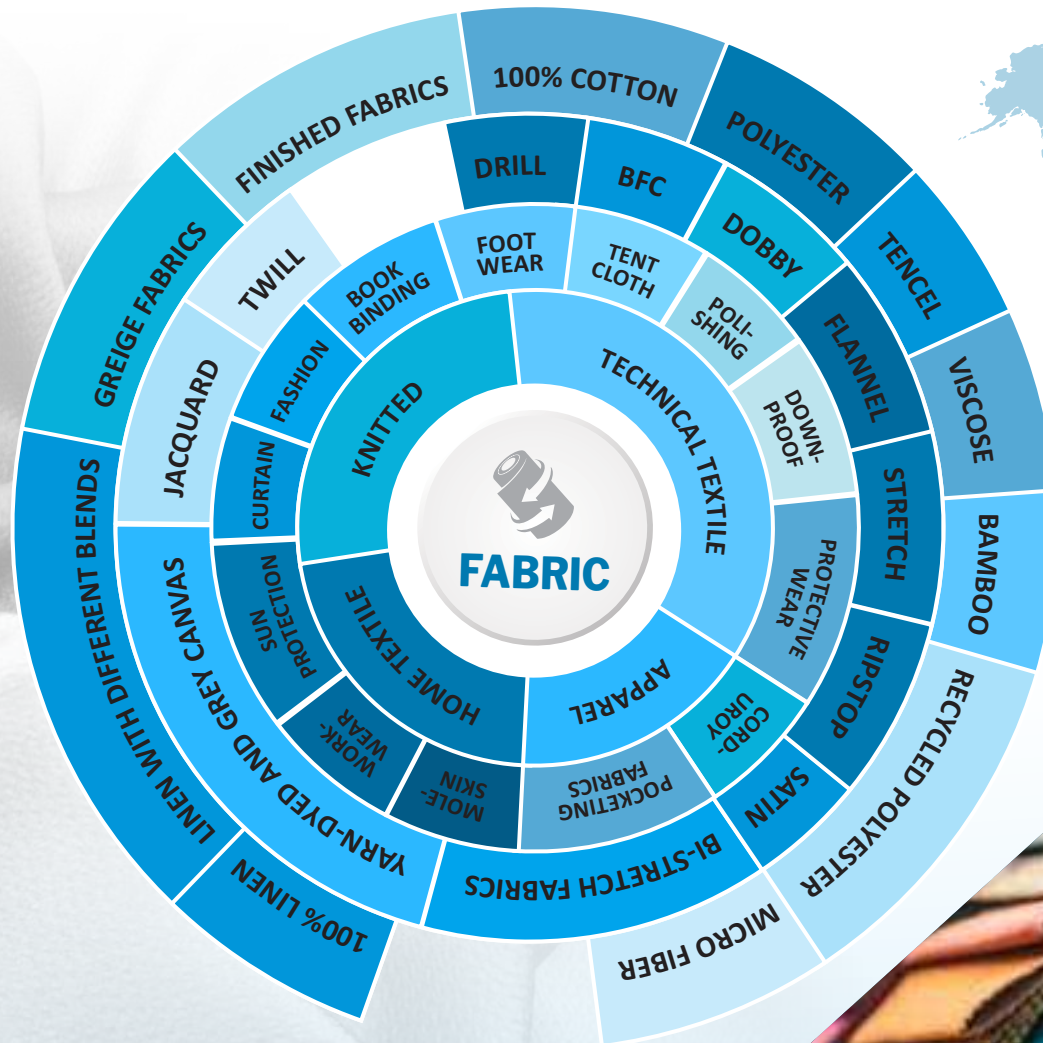 FABRIC
KNITTED
TECHNICAL TEXTILE
APPAREL
HOME TEXTILE
FOOT
WEAR
TENT
CLOTH
POLI-
SHING
DOWN-
PROOF
PROTECTIVE
WEAR
CORD-
UROY
POCKETING
FABRICS
MOLE-
SKIN
WORK-
WEAR
SUN
PROTECTION
CURTAIN
FASHION
BOOK
BINDING
DRILL
BFC
DOBBY
FLANNEL
STRETCH
RIPSTOP
SATIN
BI-STRETCH FABRICS
YARN-DYED AND GREY CANVAS
JACQUARD
TWILL
100% COTTON
POLYESTER
TENCEL
VISCOSE
BAMBOO
RECYCLED POLYESTER
MICRO FIBER
100% LINEN
LINEN WITH DIFFERENT BLENDS
GREIGE FABRICS
FINISHED FABRICS